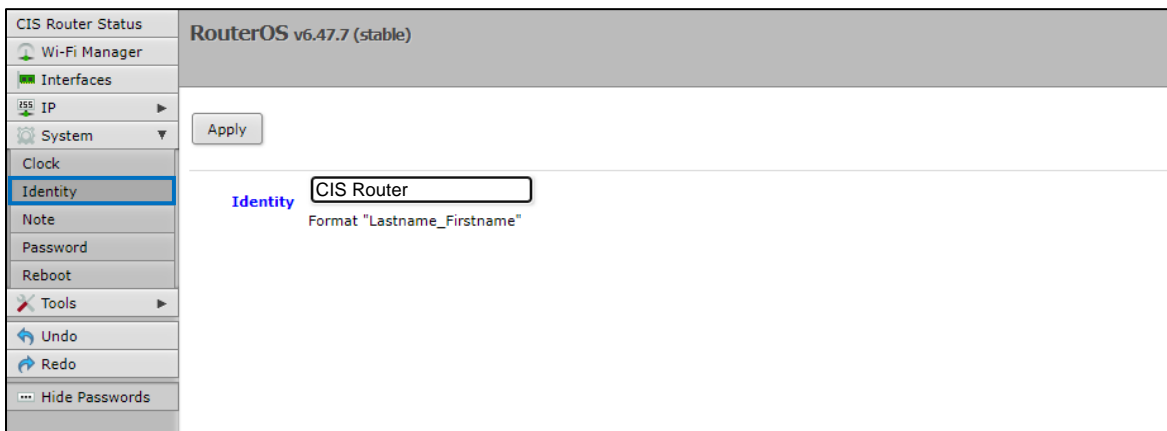 CIS Router Status
Wi-Fi Manager
Interfaces
255 IP
System
Clock
Identity
Note
Password
Reboot
Tools
Undo
Redo
Hide Passwords
RouterOS v6.47.7 (stable)
Apply
Identity CIS Router
Format "Lastname_Firstname"